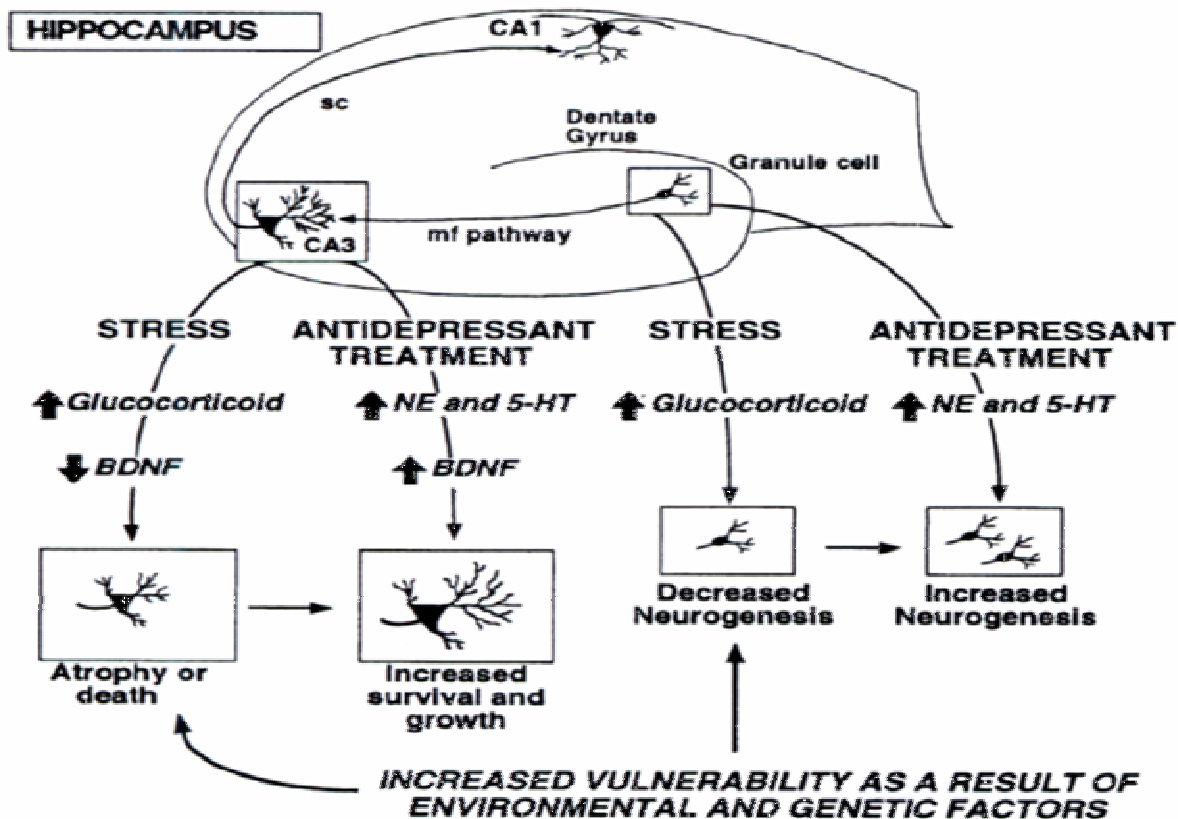 HIPPOCAMPUS
CA1
sc
Dentate
Gyrus
Granule cell
CA3
mf pathway
STRESS
ANTIDEPRESSANT
TREATMENT
STRESS
ANTIDEPRESSANT
TREATMENT
Glucocorticoid
NE and 5-HT
Glucocorticoid
NE and 5-HT
BDNF
BDNF
Atrophy or
death
Increased
survival and
growth
Decreased
Neurogenesis
Increased
Neurogenesis
INCREASED VULNERABILITY AS A RESULT OF
ENVIRONMENTAL AND GENETIC FACTORS